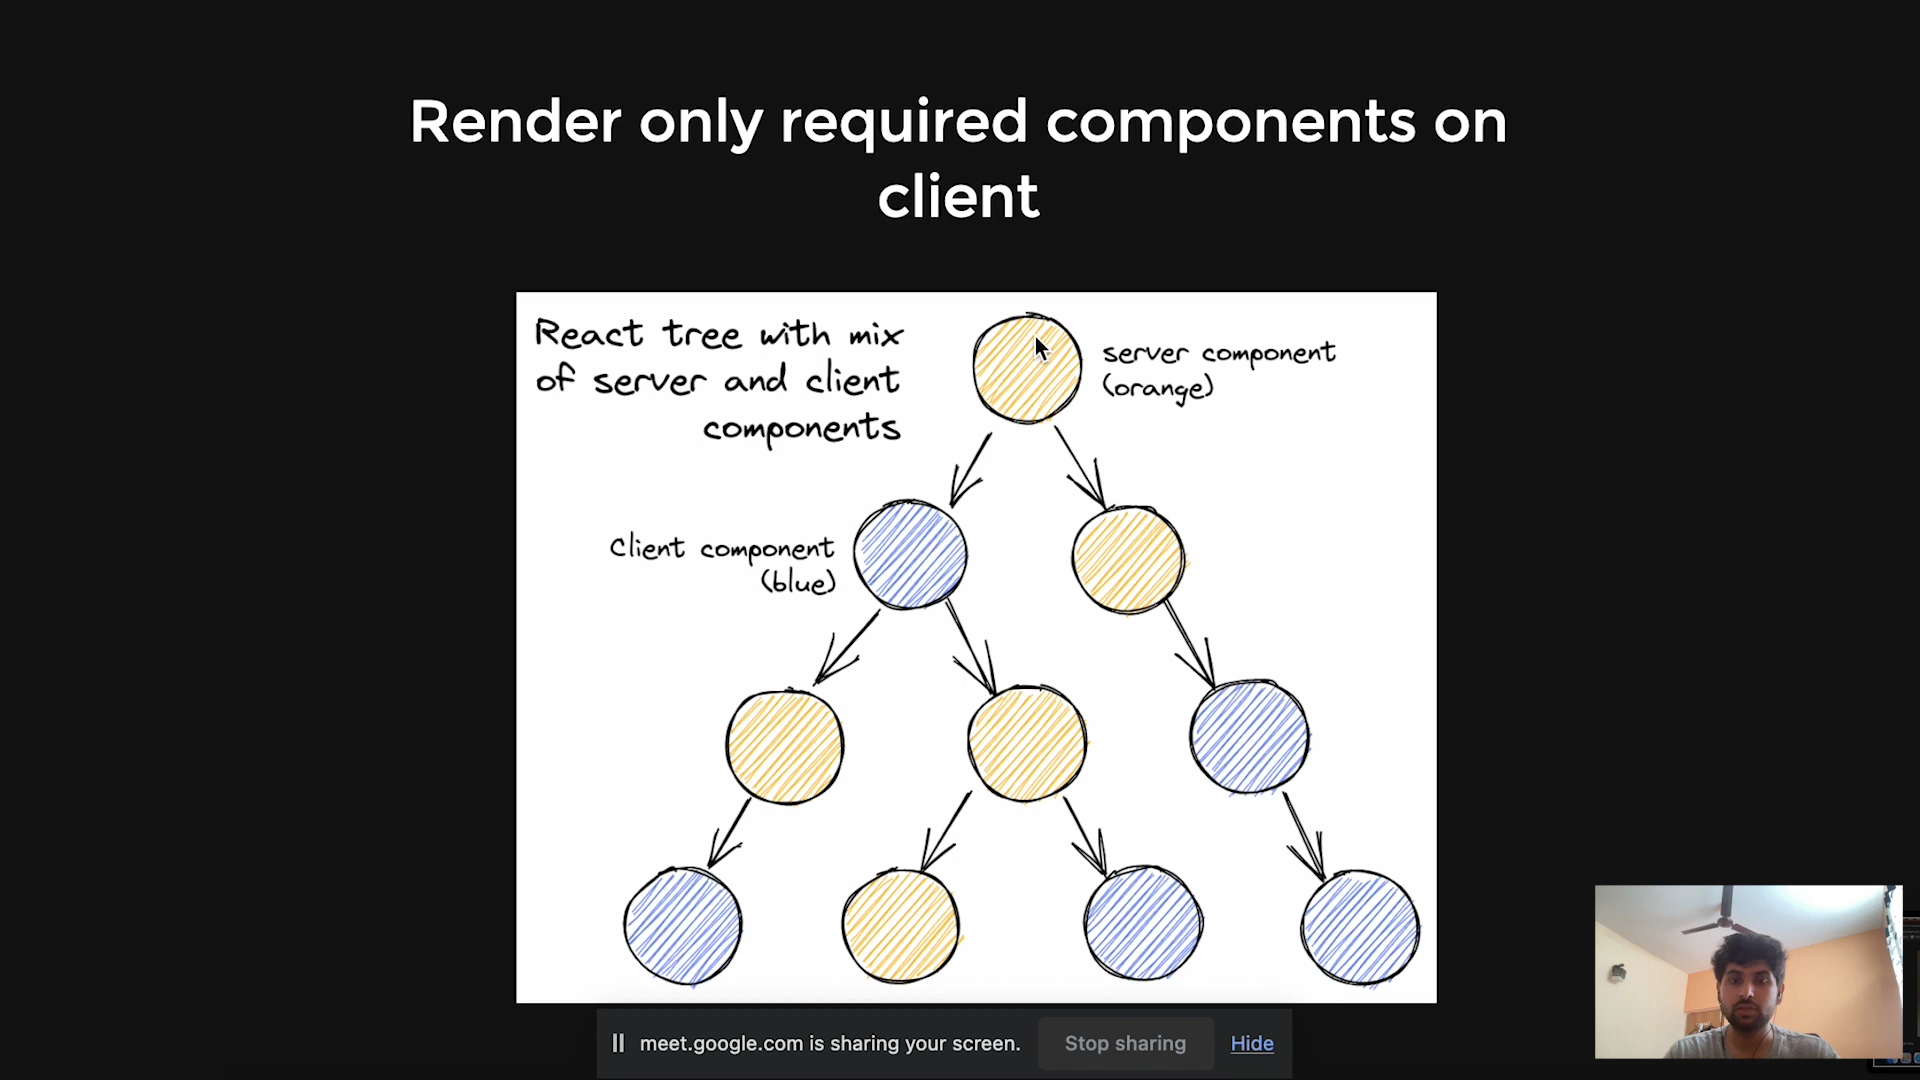 Render only required components on
client
React tree with mix
of server and client
components
server component
(orange)
Client component
(blue)
meet.google.com is sharing your screen.
Stop sharing
Hide